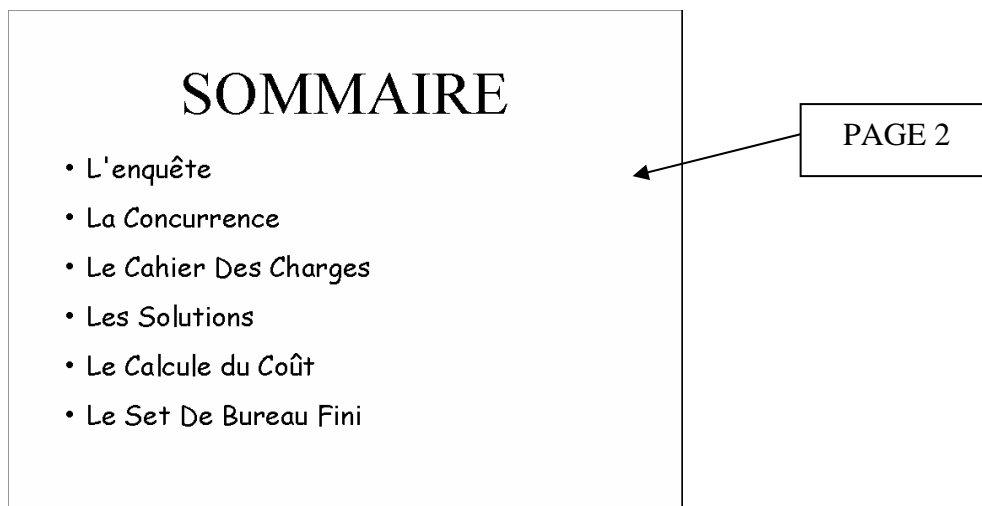 SOMMAIRE
PAGE 2
• L'enquête
• La Concurrence
• Le Cahier Des Charges
• Les Solutions
• Le Calcule du Coût
• Le Set De Bureau Fini